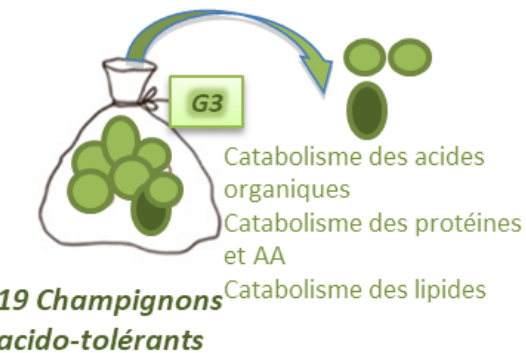 G3
Catabolisme des acides
organiques
Catabolisme des protéines
et AA
Catabolisme des lipides
19 Champignons
acido-tolérants